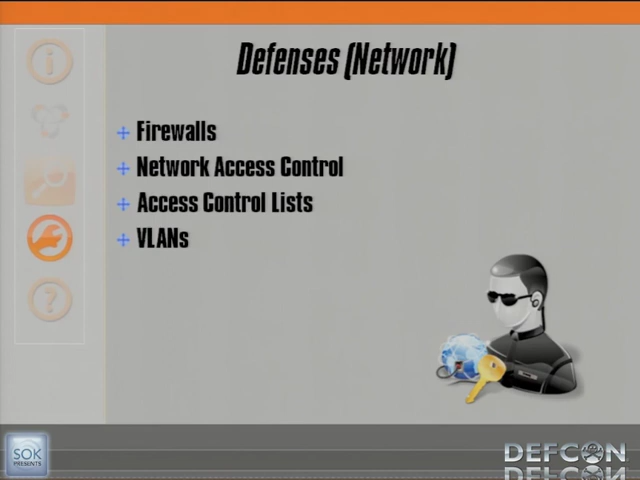 Defenses (Network)
Firewalls
Network Access Control
Access Control Lists
VLANs
SOK
PRESENTS
DEFCON